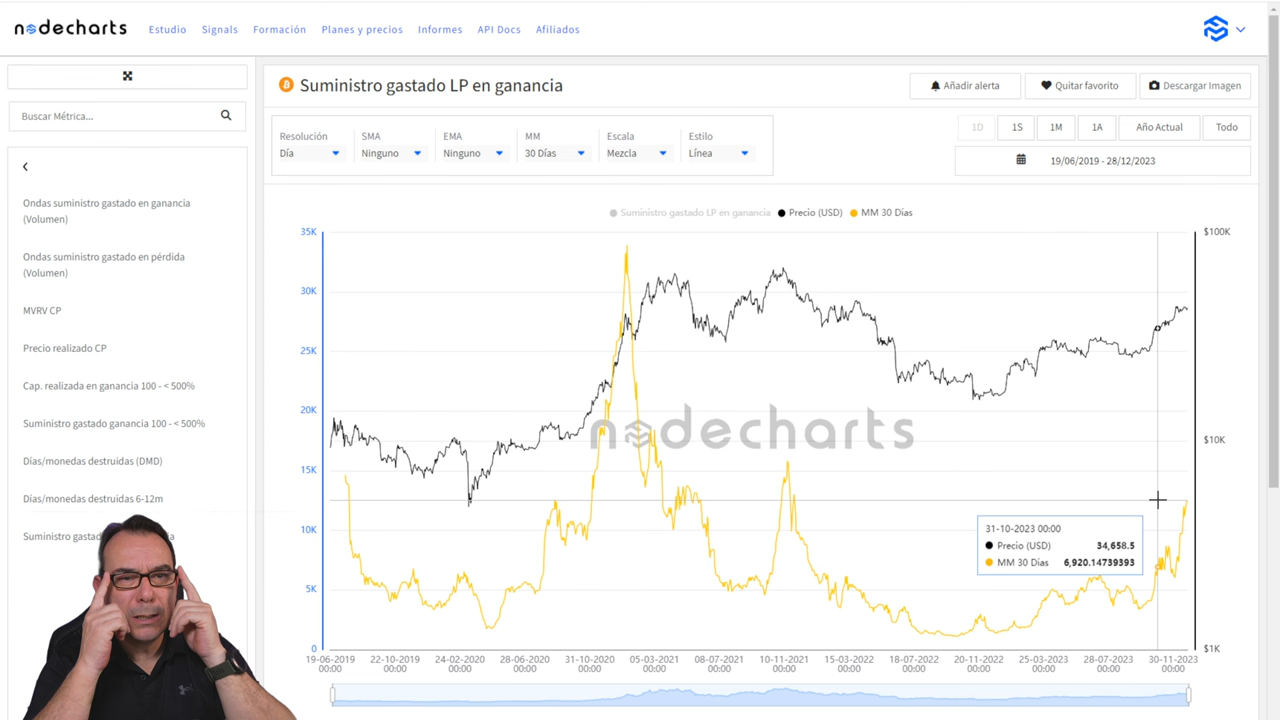 nodecharts
Estudio
Signals
Formación
Planes y precios
Informes
API Docs
Afiliados
Buscar Métrica...
Ondas suministro gastado en ganancia
(Volumen)
Ondas suministro gastado en pérdida
(Volumen)
MVRV CP
Precio realizado CP
Cap. realizada en ganancia 100 - < 500%
Suministro gastado ganancia 100 - < 500%
Días/monedas destruidas (DMD)
Días/monedas destruidas 6-12m
Suministro
Suministro gastado LP en ganancia
Añadir alerta
Quitar favorito
Descargar Imagen
Resolución
Día
SMA
Ninguno
EMA
Ninguno
MM
30 Días
Escala
Mezcla
Estilo
Línea
1D
1S
1M
1A
Año Actual
Todo
19/06/2019 - 28/12/2023
Suministro gastado LP en ganancia
Precio (USD)
MM 30 Días
35K
30K
25K
20K
15K
10K
5K
0
$100K
$10K
$1K
nodecharts
31-10-2023 00:00
Precio (USD) 34,658.5
MM 30 Días 6,920.14739393
19-06-2019
00:00
22-10-2019
00:00
24-02-2020
00:00
28-06-2020
00:00
31-10-2020
00:00
05-03-2021
00:00
08-07-2021
00:00
10-11-2021
00:00
15-03-2022
00:00
18-07-2022
00:00
20-11-2022
00:00
25-03-2023
00:00
28-07-2023
00:00
30-11-2023
00:00